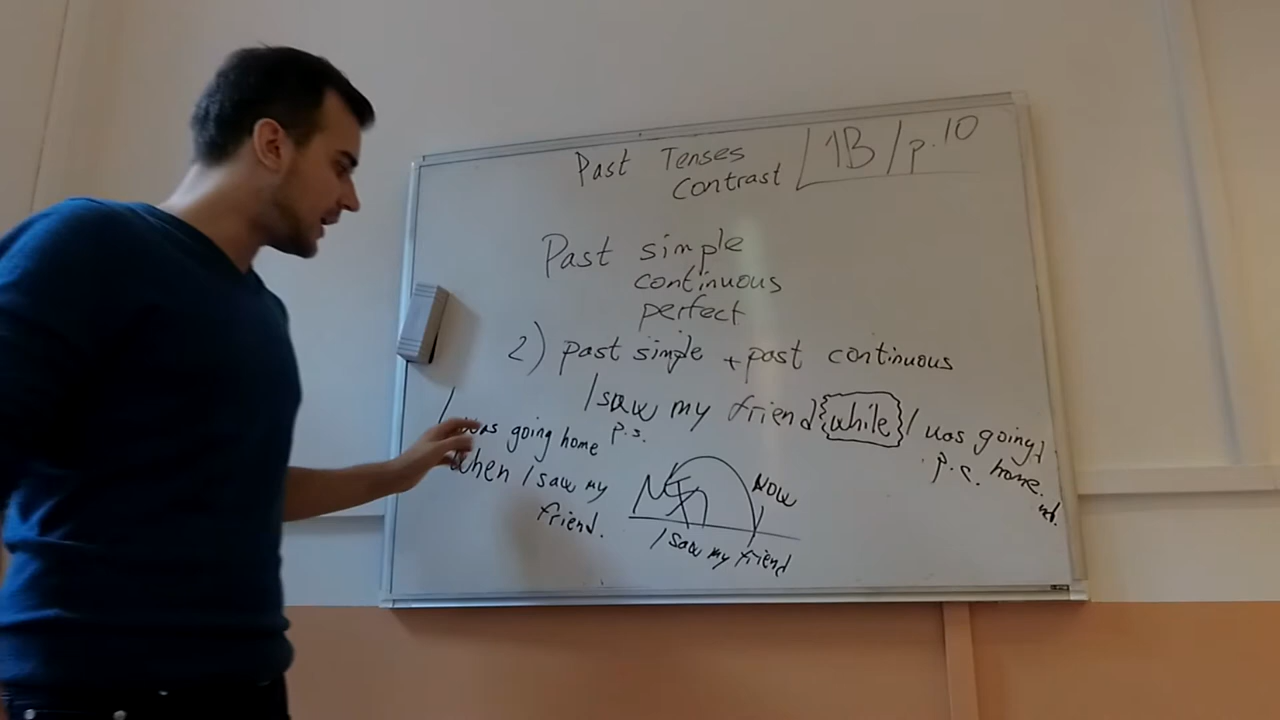 Past Tenses
Contrast
1B/p.10
Past simple
continuous
perfect
2) past simple + past continuous
I saw my friend {while} I was going
home.
p.s.
p.c.
I was going home
When I saw my
friend.
Now
I saw my friend